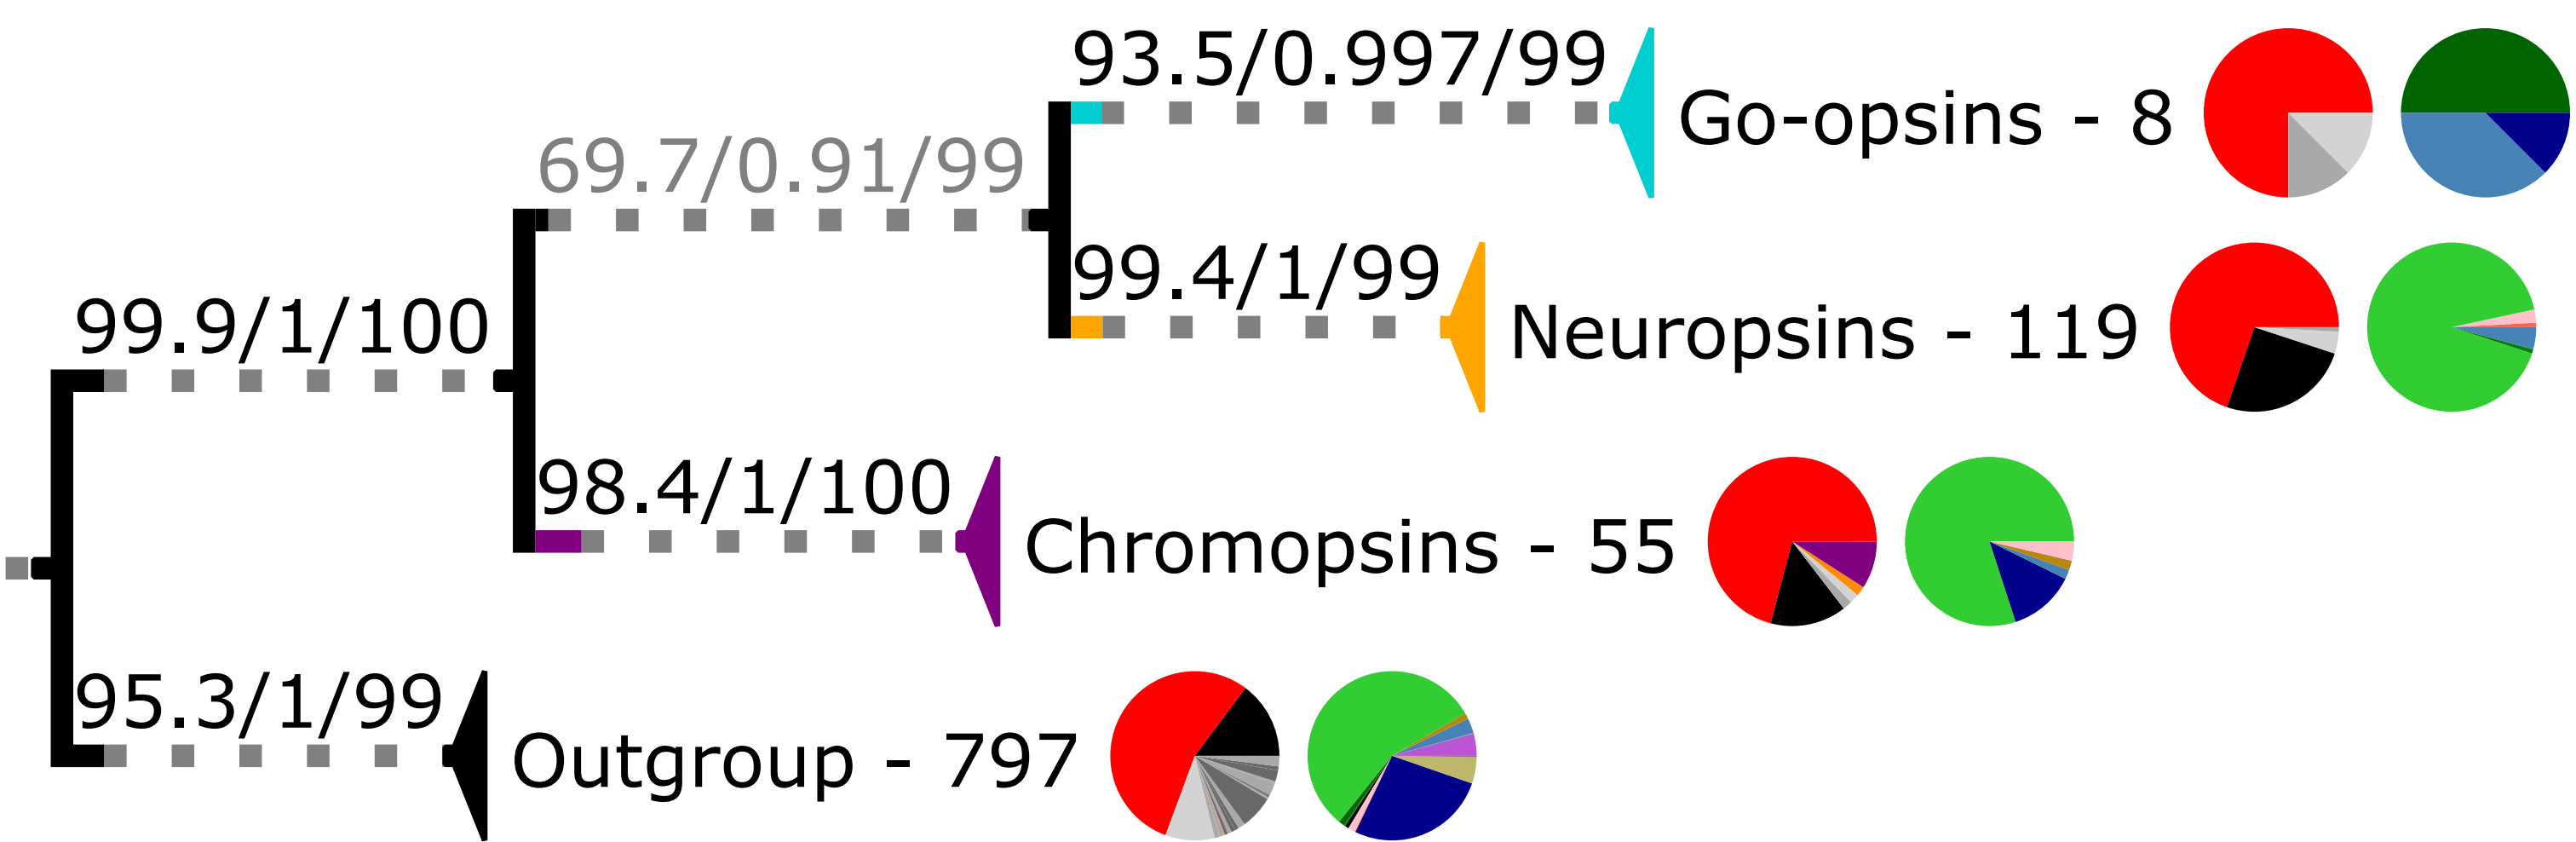 93.5/0.997/99
Go-opsins - 8
69.7/0.91/99
99.4/1/99
Neuropsins - 119
99.9/1/100
98.4/1/100
Chromopsins - 55
95.3/1/99
Outgroup - 797